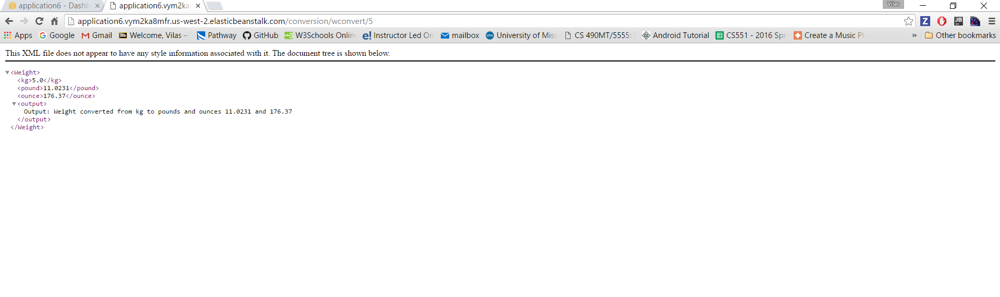 application6 - Dashb
application6.vym2ka
Vilas
application6.vym2ka8mfr.us-west-2.elasticbeanstalk.com/conversion/wconvert/5
Z
JB
Apps Google Gmail Bb Welcome, Vilas – Pathway GitHub W3Schools Onlin e! Instructor Led On mailbox OTH University of Miss CS 490MT/5555: Android Tutorial CS551 - 2016 Spr Create a Music Pl » Other bookmarks
This XML file does not appear to have any style information associated with it. The document tree is shown below.
<Weight>
<kg>5.0</kg>
<pound>11.0231</pound>
<ounce>176.37</ounce>
<output>
Output: Weight converted from kg to pounds and ounces 11.0231 and 176.37
</output>
</Weight>